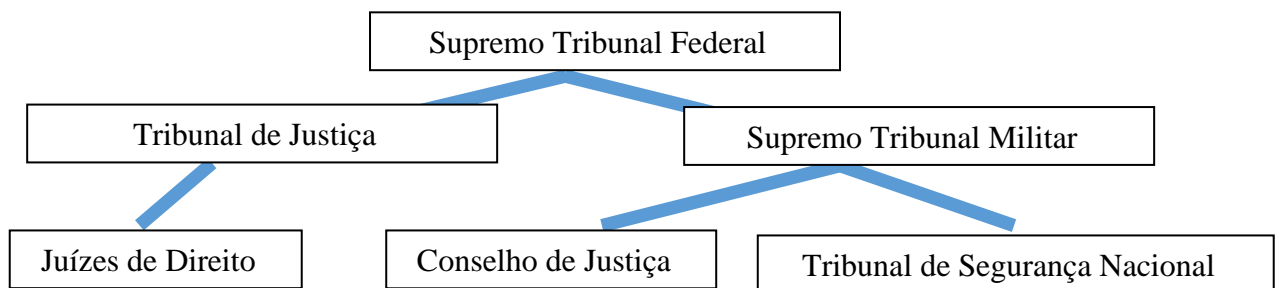 Supremo Tribunal Federal
Tribunal de Justiça
Supremo Tribunal Militar
Juízes de Direito
Conselho de Justiça
Tribunal de Segurança Nacional